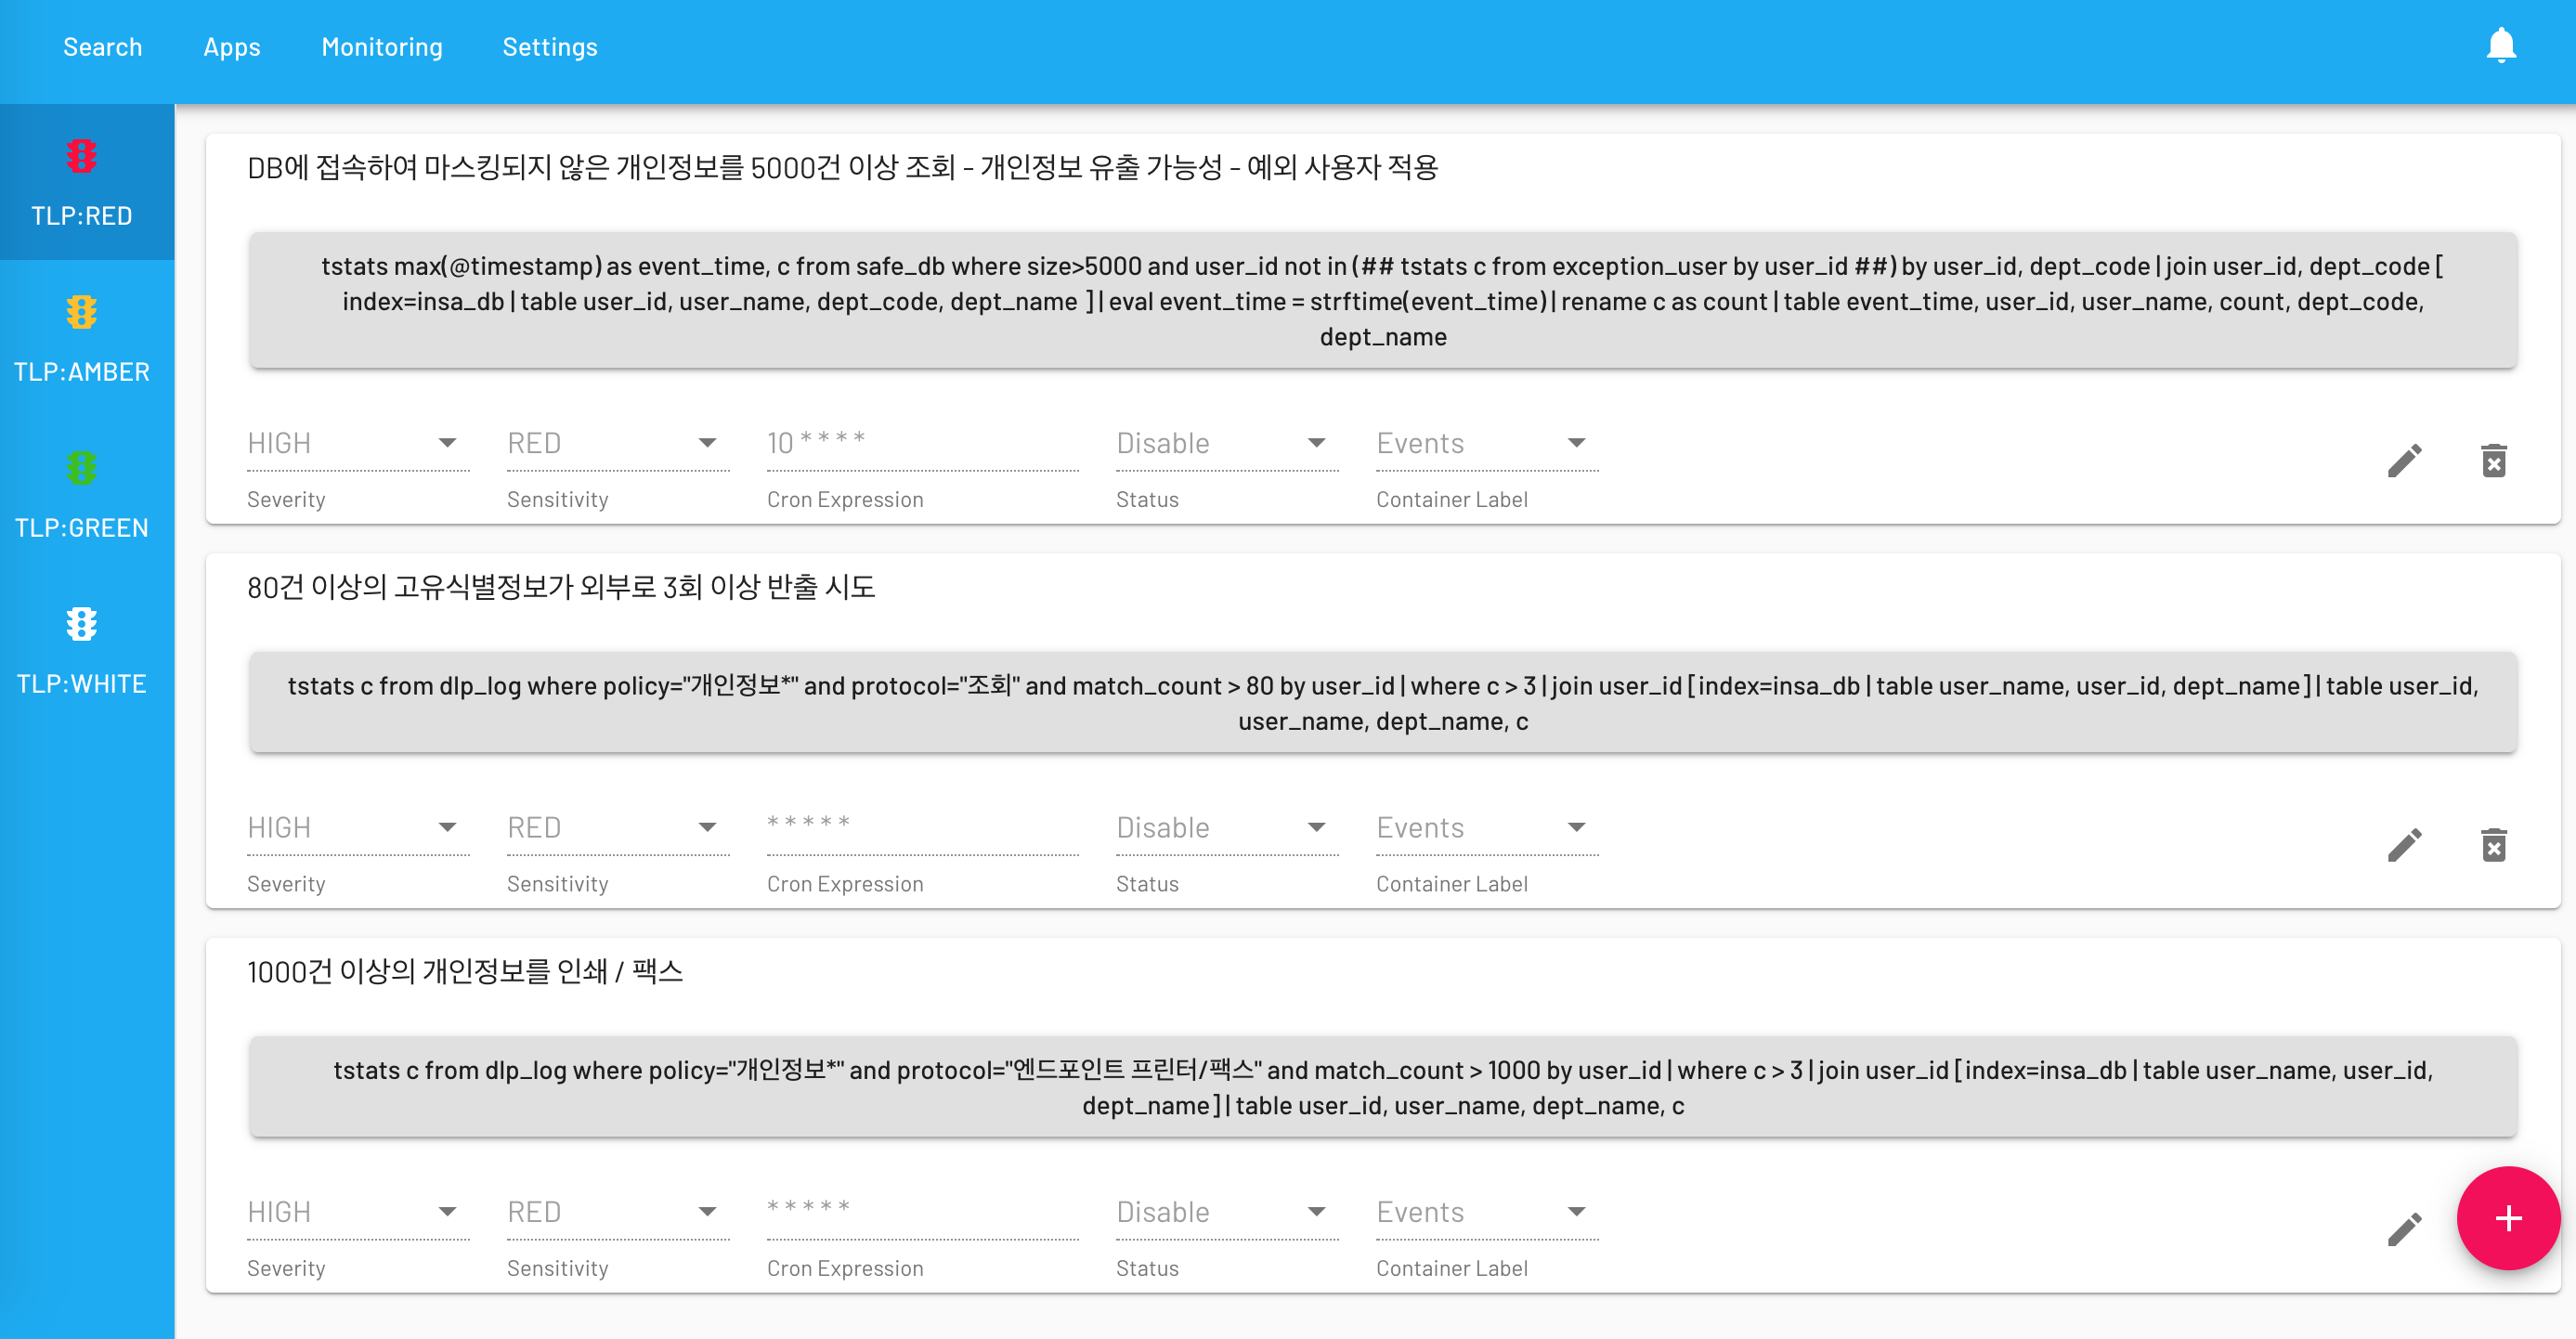 Search Apps Monitoring Settings
TLP:RED
TLP:AMBER
TLP:GREEN
TLP:WHITE
DB에 접속하여 마스킹되지 않은 개인정보를 5000건 이상 조회 - 개인정보 유출 가능성 - 예외 사용자 적용
tstats max(@timestamp) as event_time, c from safe_db where size>5000 and user_id not in (## tstats c from exception_user by user_id ##) by user_id, dept_code | join user_id, dept_code [
index=insa_db | table user_id, user_name, dept_code, dept_name ] | eval event_time = strftime(event_time) | rename c as count | table event_time, user_id, user_name, count, dept_code,
dept_name
HIGH RED 10 * * * * Disable Events
Severity Sensitivity Cron Expression Status Container Label
80건 이상의 고유식별정보가 외부로 3회 이상 반출 시도
tstats c from dlp_log where policy="개인정보*" and protocol="조회" and match_count > 80 by user_id | where c > 3 | join user_id [index=insa_db | table user_name, user_id, dept_name] | table user_id,
user_name, dept_name, c
HIGH RED * * * * * Disable Events
Severity Sensitivity Cron Expression Status Container Label
1000건 이상의 개인정보를 인쇄 / 팩스
tstats c from dlp_log where policy="개인정보*" and protocol="엔드포인트 프린터/팩스" and match_count > 1000 by user_id | where c > 3 | join user_id [index=insa_db | table user_name, user_id,
dept_name] | table user_id, user_name, dept_name, c
HIGH RED * * * * * Disable Events
Severity Sensitivity Cron Expression Status Container Label